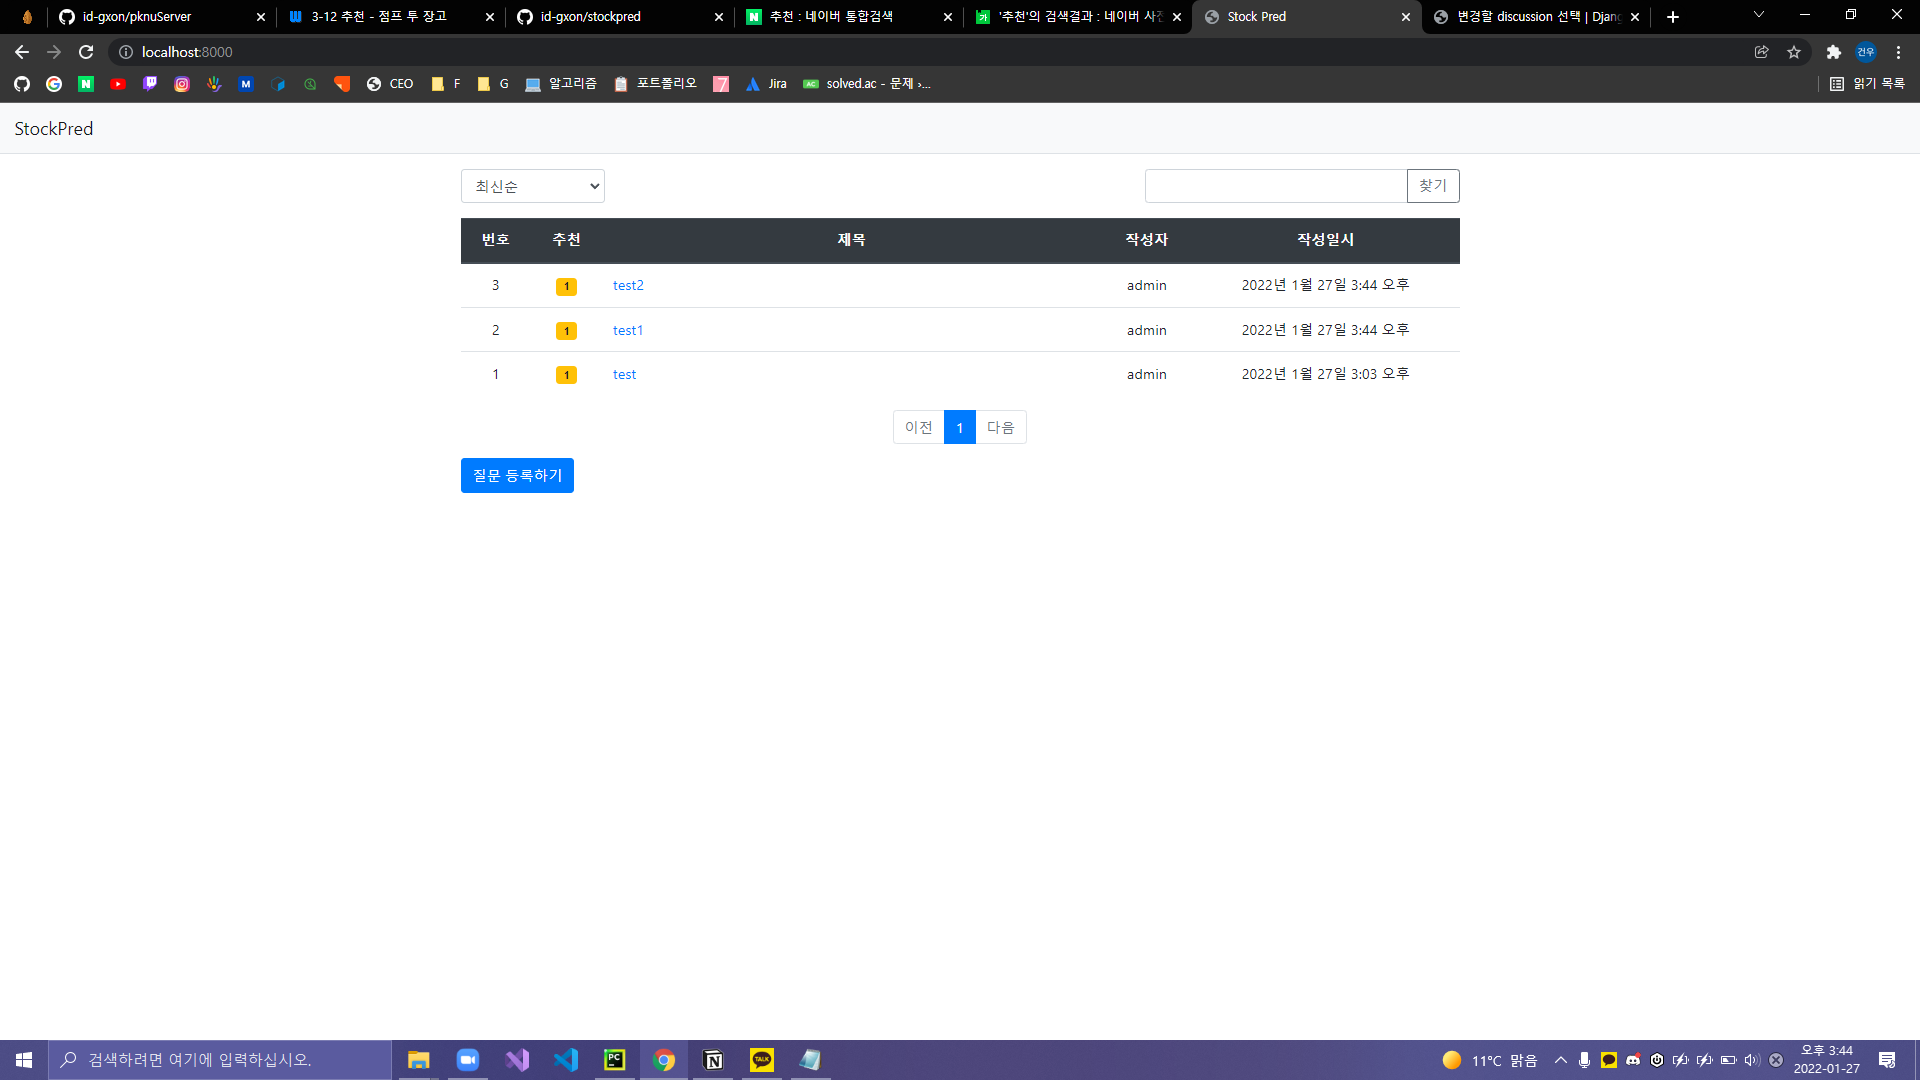 id-gxon/pknuServer
3-12 추천 - 점프 투 장고
id-gxon/stockpred
추천 : 네이버 통합검색
'추천'의 검색결과 : 네이버 사전
Stock Pred
변경할 discussion 선택 | Djang
localhost:8000
건우
CEO
F
G
알고리즘
포트폴리오
7
Jira
solved.ac - 문제 ›...
읽기 목록
StockPred
최신순
찾기
번호 추천 제목 작성자 작성일시
3 1 test2 admin 2022년 1월 27일 3:44 오후
2 1 test1 admin 2022년 1월 27일 3:44 오후
1 1 test admin 2022년 1월 27일 3:03 오후
이전 1 다음
질문 등록하기
검색하려면 여기에 입력하십시오.
11°C 맑음
오후 3:44
2022-01-27